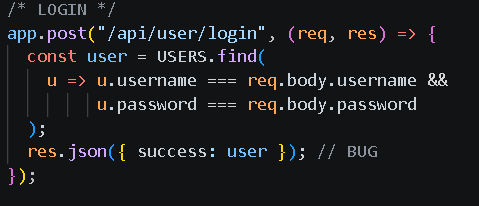 /* LOGIN */
app.post("/api/user/login", (req, res) => {
  const user = USERS.find(
    u => u.username === req.body.username &&
         u.password === req.body.password
  );
  res.json({ success: user }); // BUG
});